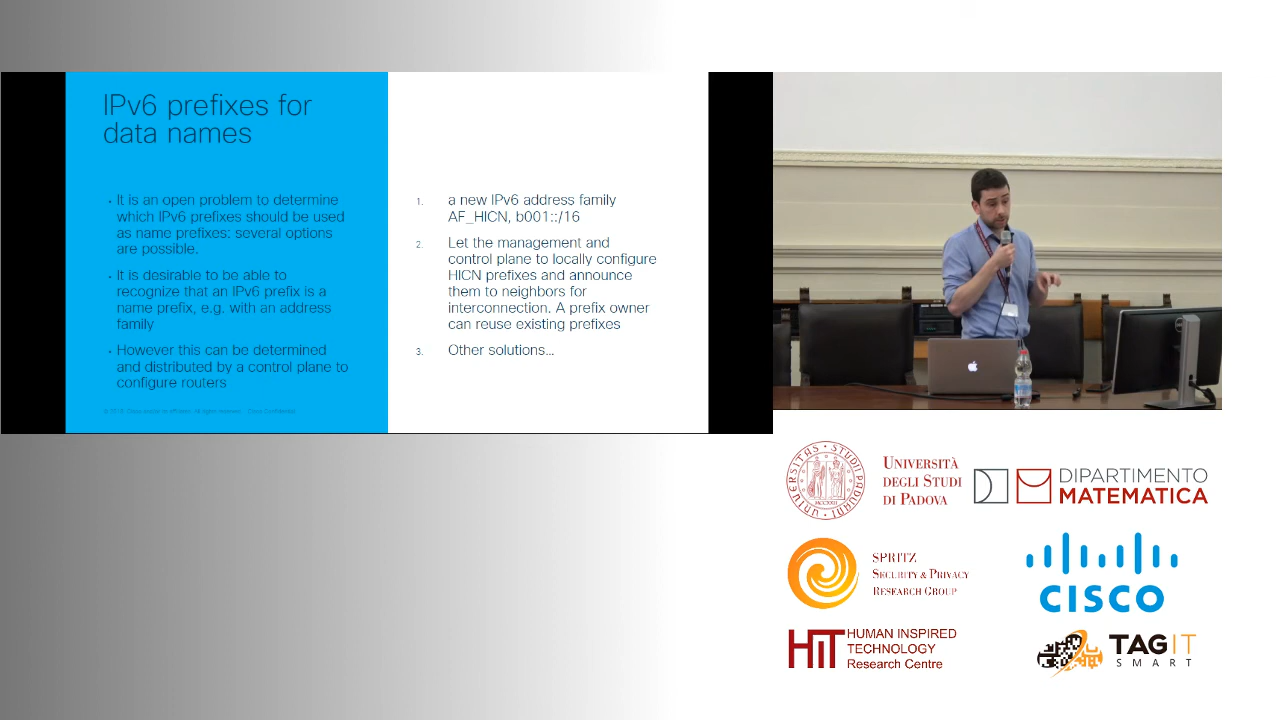 IPv6 prefixes for
data names
· It is an open problem to determine
which IPv6 prefixes should be used
as name prefixes: several options
are possible.
· It is desirable to be able to
recognize that an IPv6 prefix is a
name prefix, e.g. with an address
family
· However this can be determined
and distributed by a control plane to
configure routers
1. a new IPv6 address family
AF_HICN, b001::/16
2. Let the management and
control plane to locally configure
HICN prefixes and announce
them to neighbors for
interconnection. A prefix owner
can reuse existing prefixes
3. Other solutions...
UNIVERSITÀ
DEGLI STUDI
DI PADOVA
DIPARTIMENTO
MATEMATICA
SPRITZ
SECURITY & PRIVACY
RESEARCH GROUP
CISCO
HIT HUMAN INSPIRED
TECHNOLOGY
Research Centre
TAGIT
SMART